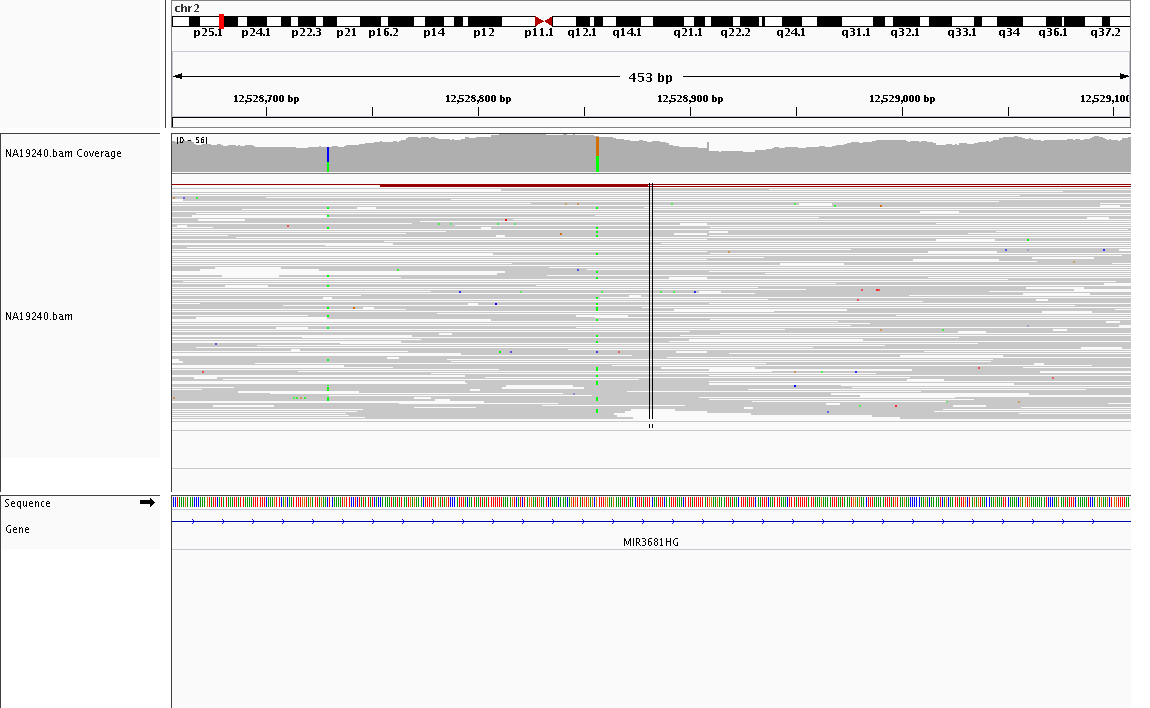 chr2
p25.1 p24.1 p22.3 p21 p16.2 p14 p12 p11.1 q12.1 q14.1 q21.1 q22.2 q24.1 q31.1 q32.1 q33.1 q34 q36.1 q37.2
453 bp
12,528,700 bp 12,528,800 bp 12,528,900 bp 12,529,000 bp 12,529,100
NA19240.bam Coverage
[0 - 56]
NA19240.bam
Sequence
Gene
MIR3681HG